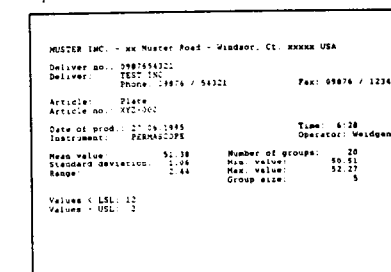 MUSTER INC. - xx Muster Road - Windsor, Ct. xxxxx USA
Deliver no.: 0987654321
Deliver: TEST INC
Phone: 09876 / 54321 Fax: 09876 / 1234
Article: Plate
Article no.: XYZ-002
Date of prod.: 27.06.1995 Time: 6:28
Instrument: PERMASCOPE Operator: Weidgen
Mean value 51.38 Number of groups: 20
Standard deviation: 1.06 Min. value: 50.51
Range: 2.44 Max. value: 52.27
Group size: 5
Values < LSL: 12
Values > USL: 2